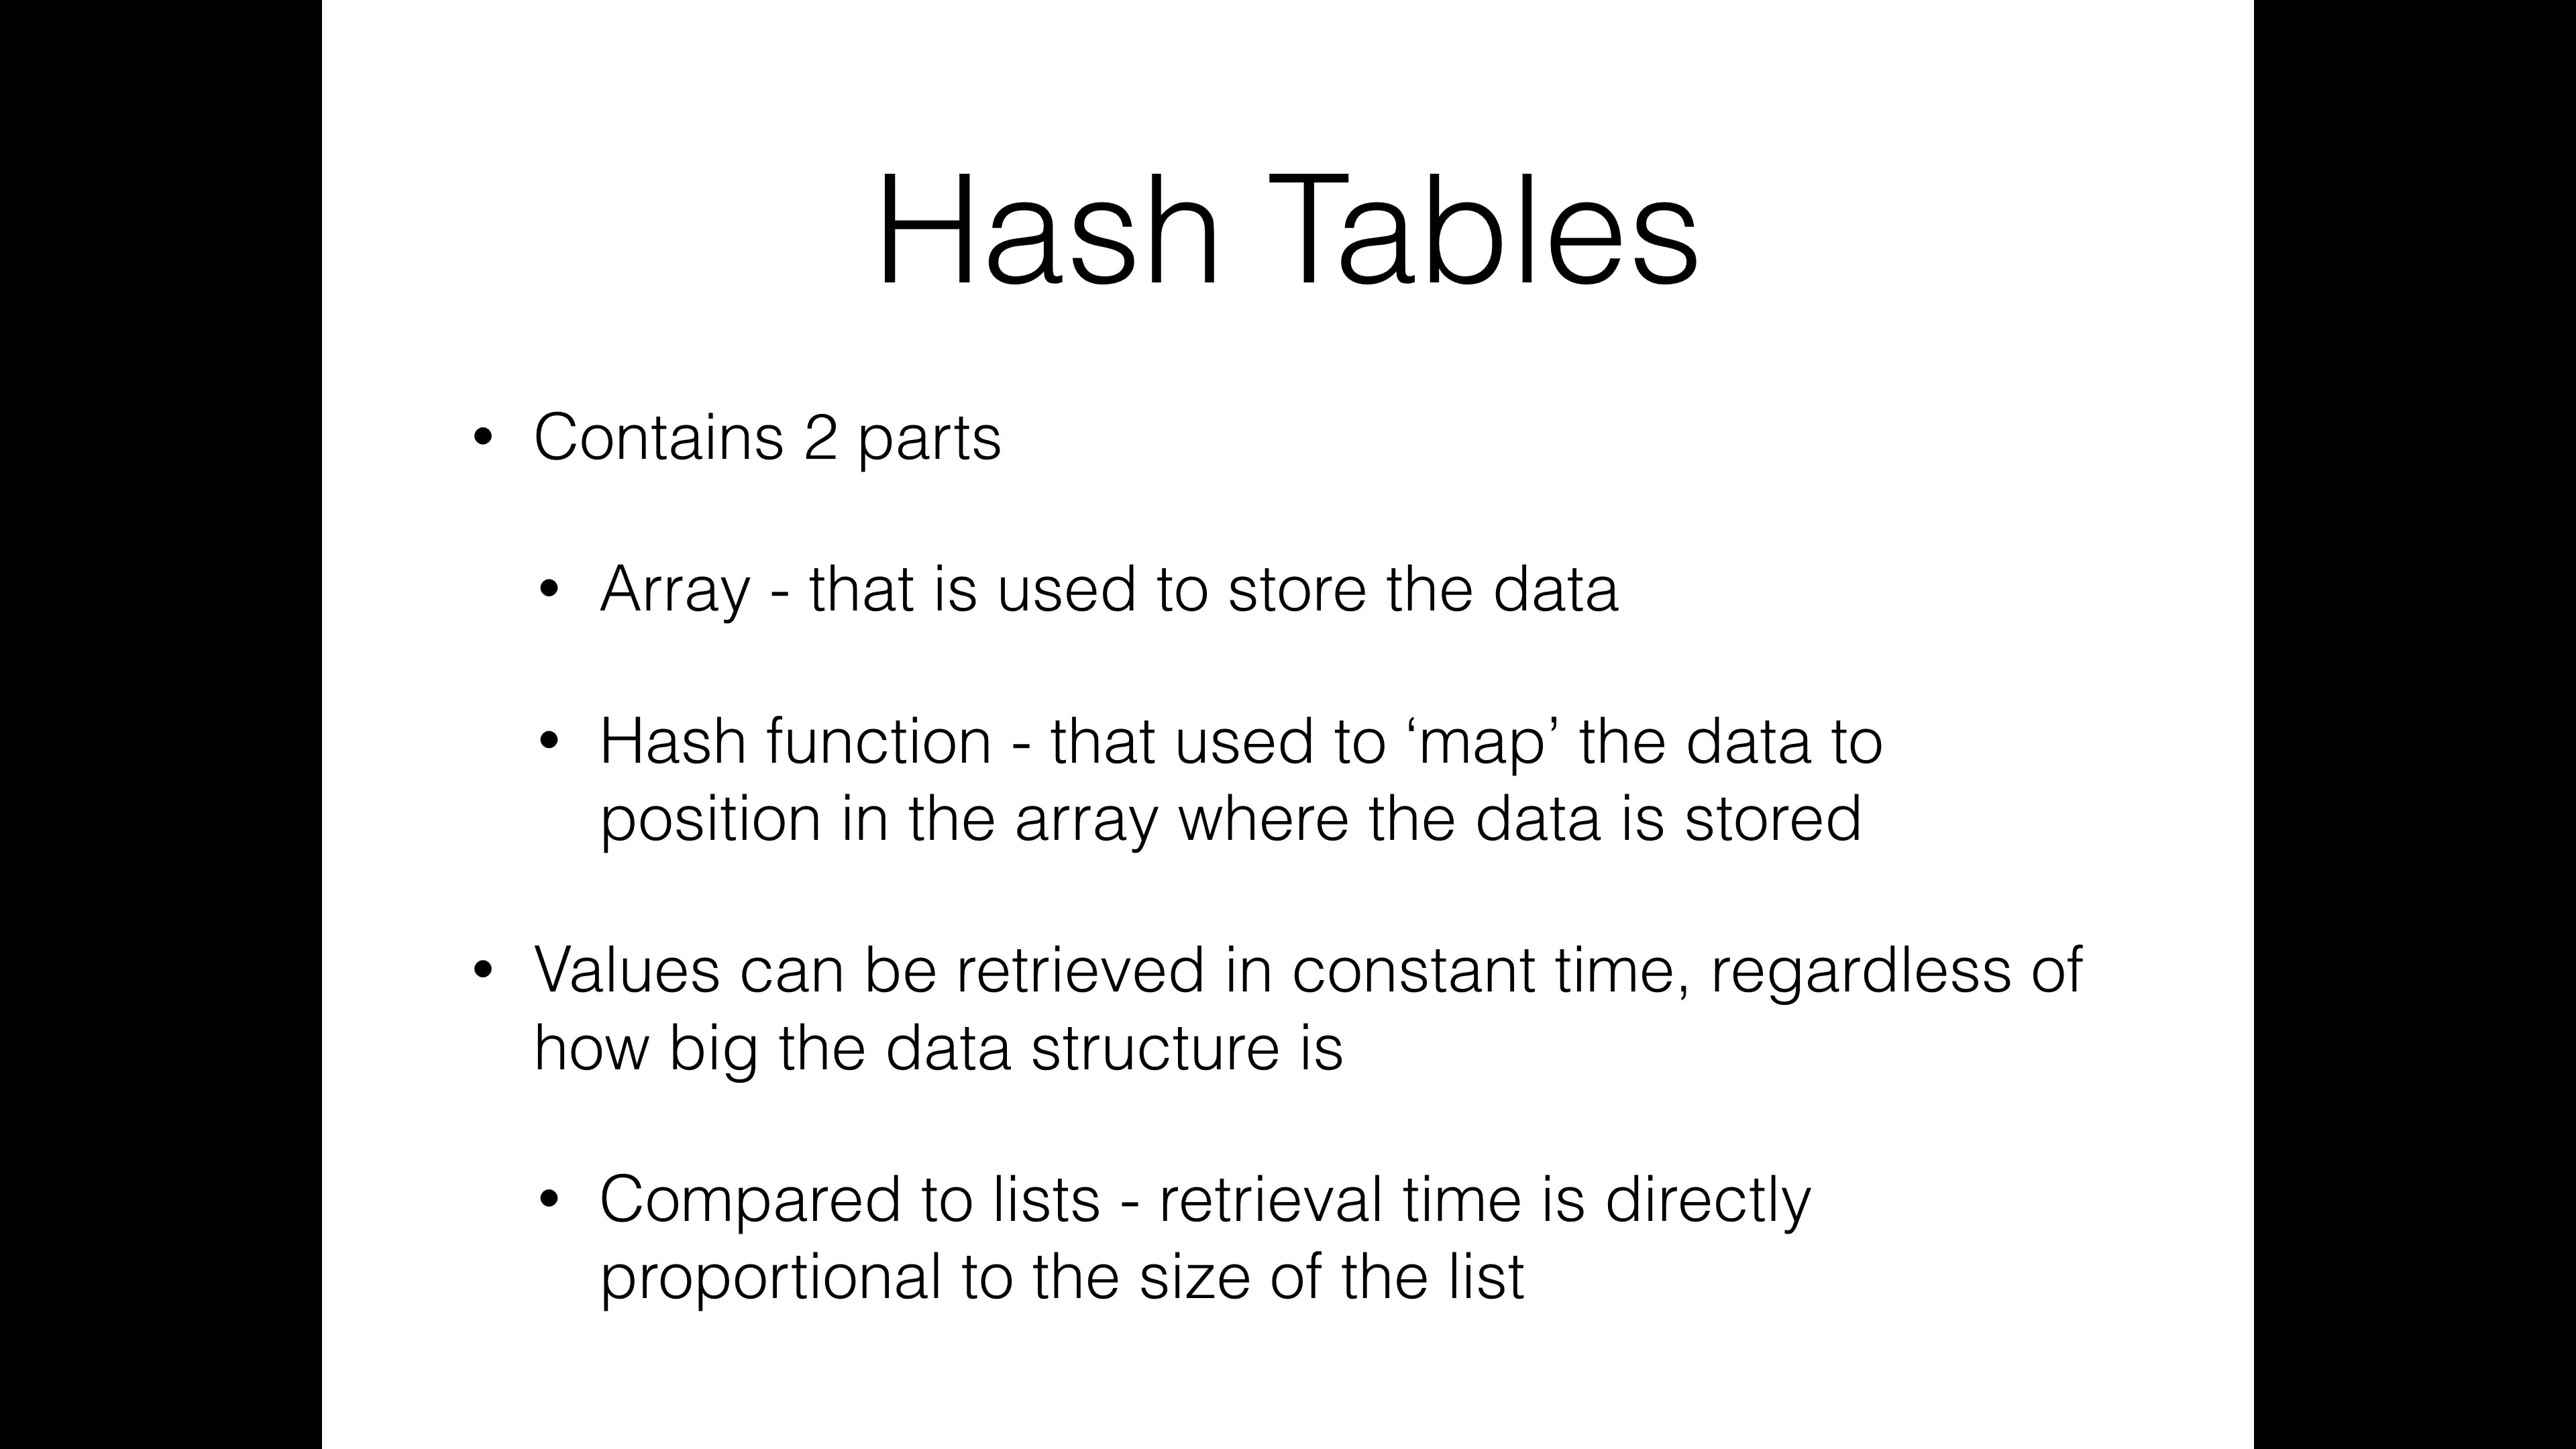 Hash Tables
• Contains 2 parts
• Array - that is used to store the data
• Hash function - that used to ‘map’ the data to
position in the array where the data is stored
• Values can be retrieved in constant time, regardless of
how big the data structure is
• Compared to lists - retrieval time is directly
proportional to the size of the list